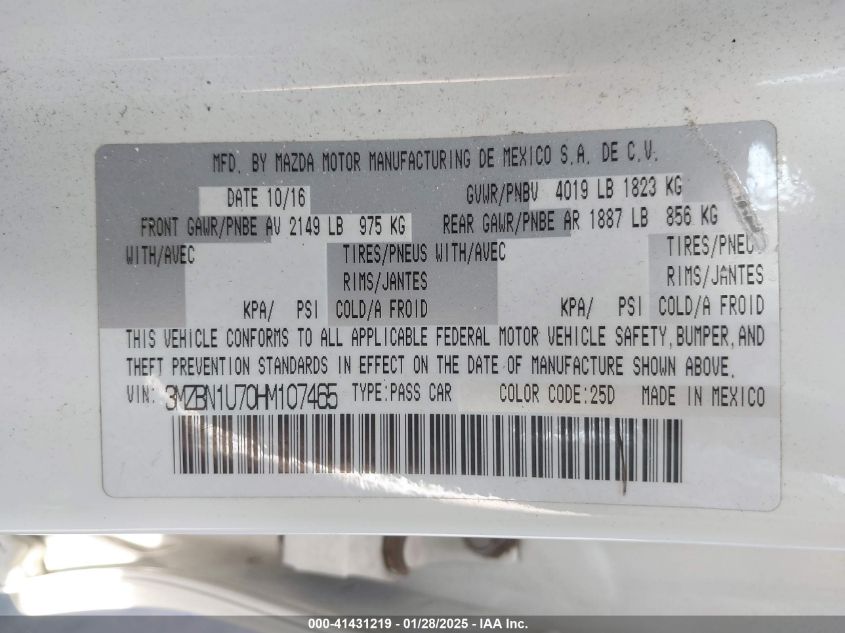 MFD. BY MAZDA MOTOR MANUFACTURING DE MEXICO S.A. DE C.V.
DATE 10/16 GVWR/PNBV 4019 LB 1823 KG
FRONT GAWR/PNBE AV 2149 LB 975 KG REAR GAWR/PNBE AR 1887 LB 856 KG
WITH/AVEC TIRES/PNEUS WITH/AVEC TIRES/PNEUS
RIMS/JANTES RIMS/JANTES
KPA/ PSI COLD/A FROID KPA/ PSI COLD/A FROID
THIS VEHICLE CONFORMS TO ALL APPLICABLE FEDERAL MOTOR VEHICLE SAFETY, BUMPER, AND
THEFT PREVENTION STANDARDS IN EFFECT ON THE DATE OF MANUFACTURE SHOWN ABOVE.
VIN: 3MZBN1U70HM107465 TYPE:PASS CAR COLOR CODE:25D MADE IN MEXICO
000-41431219 - 01/28/2025 - IAA Inc.